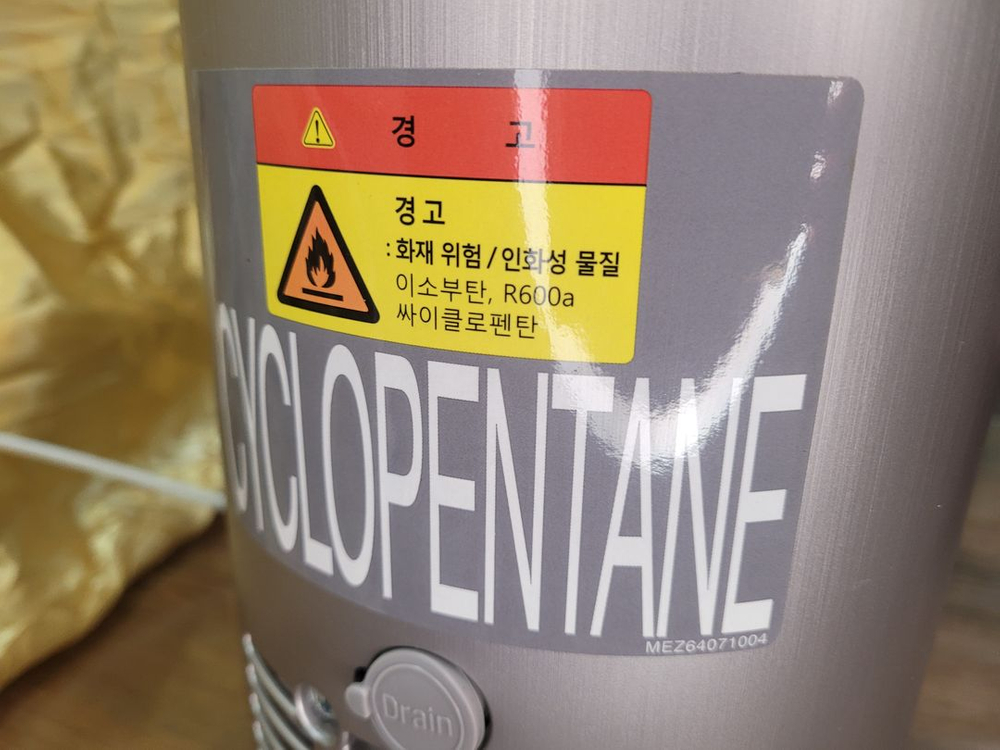 경 고
경고
: 화재 위험 / 인화성 물질
이소부탄, R600a
싸이클로펜탄
CYCLOPENTANE
MEZ64071004
Drain